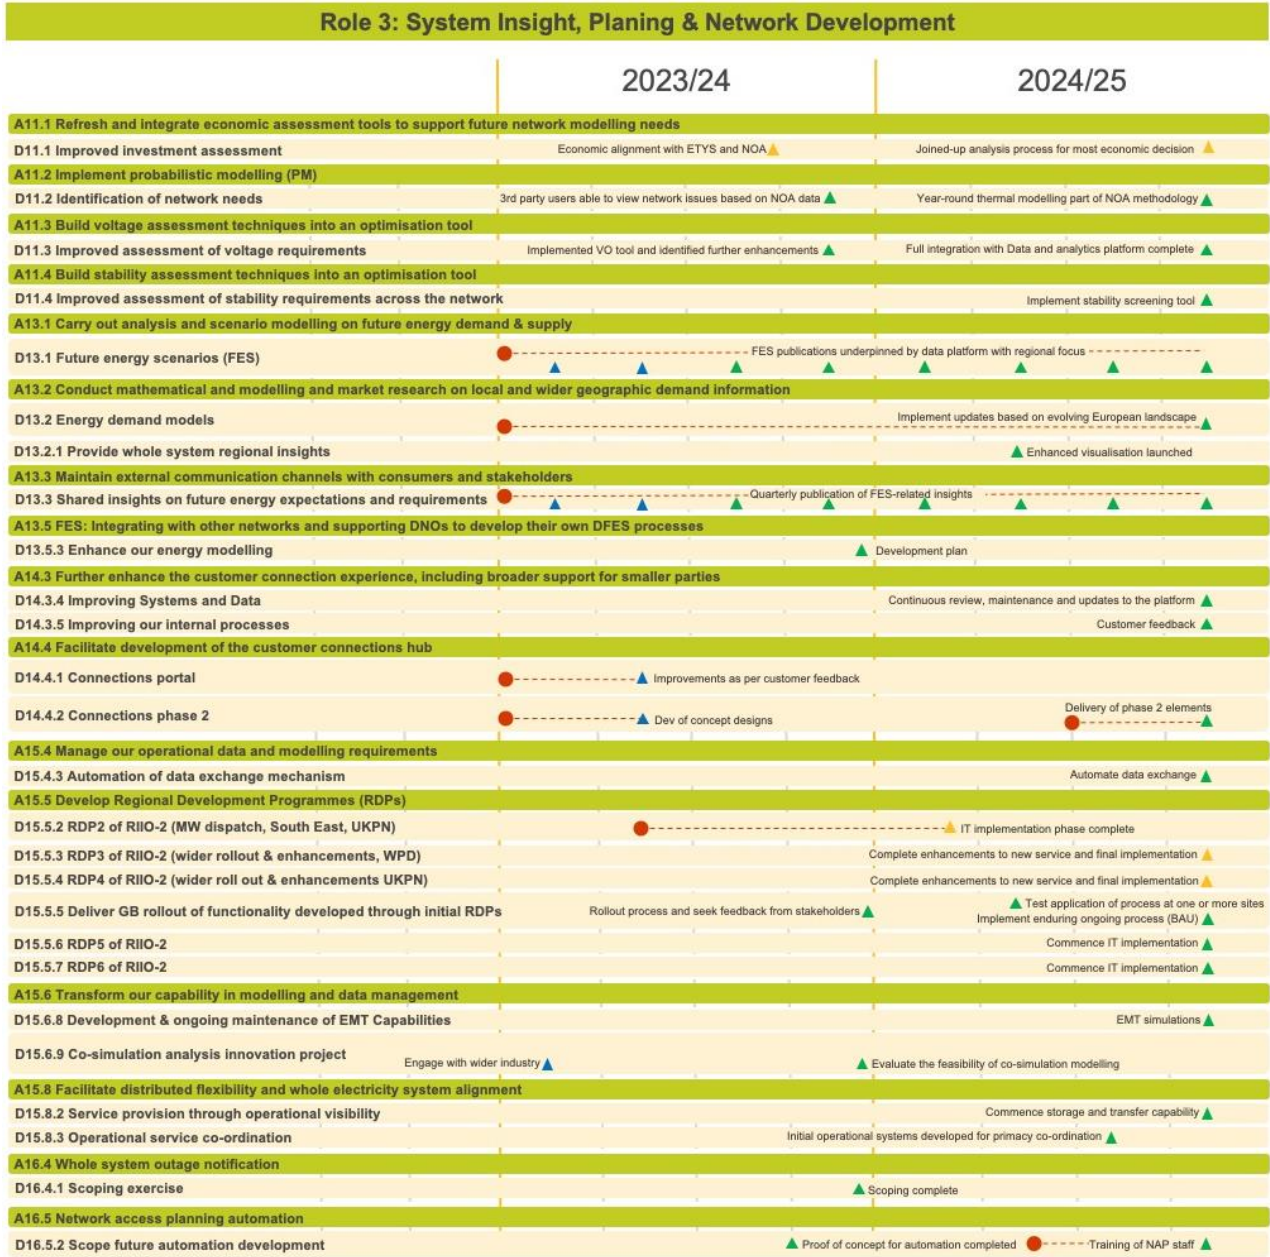 Role 3: System Insight, Planing & Network Development
2023/24
2024/25
A11.1 Refresh and integrate economic assessment tools to support future network modelling needs
D11.1 Improved investment assessment
Economic alignment with ETYS and NOA
Joined-up analysis process for most economic decision
A11.2 Implement probabilistic modelling (PM)
D11.2 Identification of network needs
3rd party users able to view network issues based on NOA data
Year-round thermal modelling part of NOA methodology
A11.3 Build voltage assessment techniques into an optimisation tool
D11.3 Improved assessment of voltage requirements
Implemented VO tool and identified further enhancements
Full integration with Data and analytics platform complete
A11.4 Build stability assessment techniques into an optimisation tool
D11.4 Improved assessment of stability requirements across the network
Implement stability screening tool
A13.1 Carry out analysis and scenario modelling on future energy demand & supply
D13.1 Future energy scenarios (FES)
FES publications underpinned by data platform with regional focus
A13.2 Conduct mathematical and modelling and market research on local and wider geographic demand information
D13.2 Energy demand models
Implement updates based on evolving European landscape
D13.2.1 Provide whole system regional insights
Enhanced visualisation launched
A13.3 Maintain external communication channels with consumers and stakeholders
D13.3 Shared insights on future energy expectations and requirements
Quarterly publication of FES-related insights
A13.5 FES: Integrating with other networks and supporting DNOs to develop their own DFES processes
D13.5.3 Enhance our energy modelling
Development plan
A14.3 Further enhance the customer connection experience, including broader support for smaller parties
D14.3.4 Improving Systems and Data
Continuous review, maintenance and updates to the platform
D14.3.5 Improving our internal processes
Customer feedback
A14.4 Facilitate development of the customer connections hub
D14.4.1 Connections portal
Improvements as per customer feedback
D14.4.2 Connections phase 2
Dev of concept designs
Delivery of phase 2 elements
A15.4 Manage our operational data and modelling requirements
D15.4.3 Automation of data exchange mechanism
Automate data exchange
A15.5 Develop Regional Development Programmes (RDPs)
D15.5.2 RDP2 of RIIO-2 (MW dispatch, South East, UKPN)
IT implementation phase complete
D15.5.3 RDP3 of RIIO-2 (wider rollout & enhancements, WPD)
Complete enhancements to new service and final implementation
D15.5.4 RDP4 of RIIO-2 (wider roll out & enhancements UKPN)
Complete enhancements to new service and final implementation
D15.5.5 Deliver GB rollout of functionality developed through initial RDPs
Rollout process and seek feedback from stakeholders
Test application of process at one or more sites
Implement enduring ongoing process (BAU)
D15.5.6 RDP5 of RIIO-2
Commence IT implementation
D15.5.7 RDP6 of RIIO-2
Commence IT implementation
A15.6 Transform our capability in modelling and data management
D15.6.8 Development & ongoing maintenance of EMT Capabilities
EMT simulations
D15.6.9 Co-simulation analysis innovation project
Engage with wider industry
Evaluate the feasibility of co-simulation modelling
A15.8 Facilitate distributed flexibility and whole electricity system alignment
D15.8.2 Service provision through operational visibility
Commence storage and transfer capability
D15.8.3 Operational service co-ordination
Initial operational systems developed for primacy co-ordination
A16.4 Whole system outage notification
D16.4.1 Scoping exercise
Scoping complete
A16.5 Network access planning automation
D16.5.2 Scope future automation development
Proof of concept for automation completed
Training of NAP staff